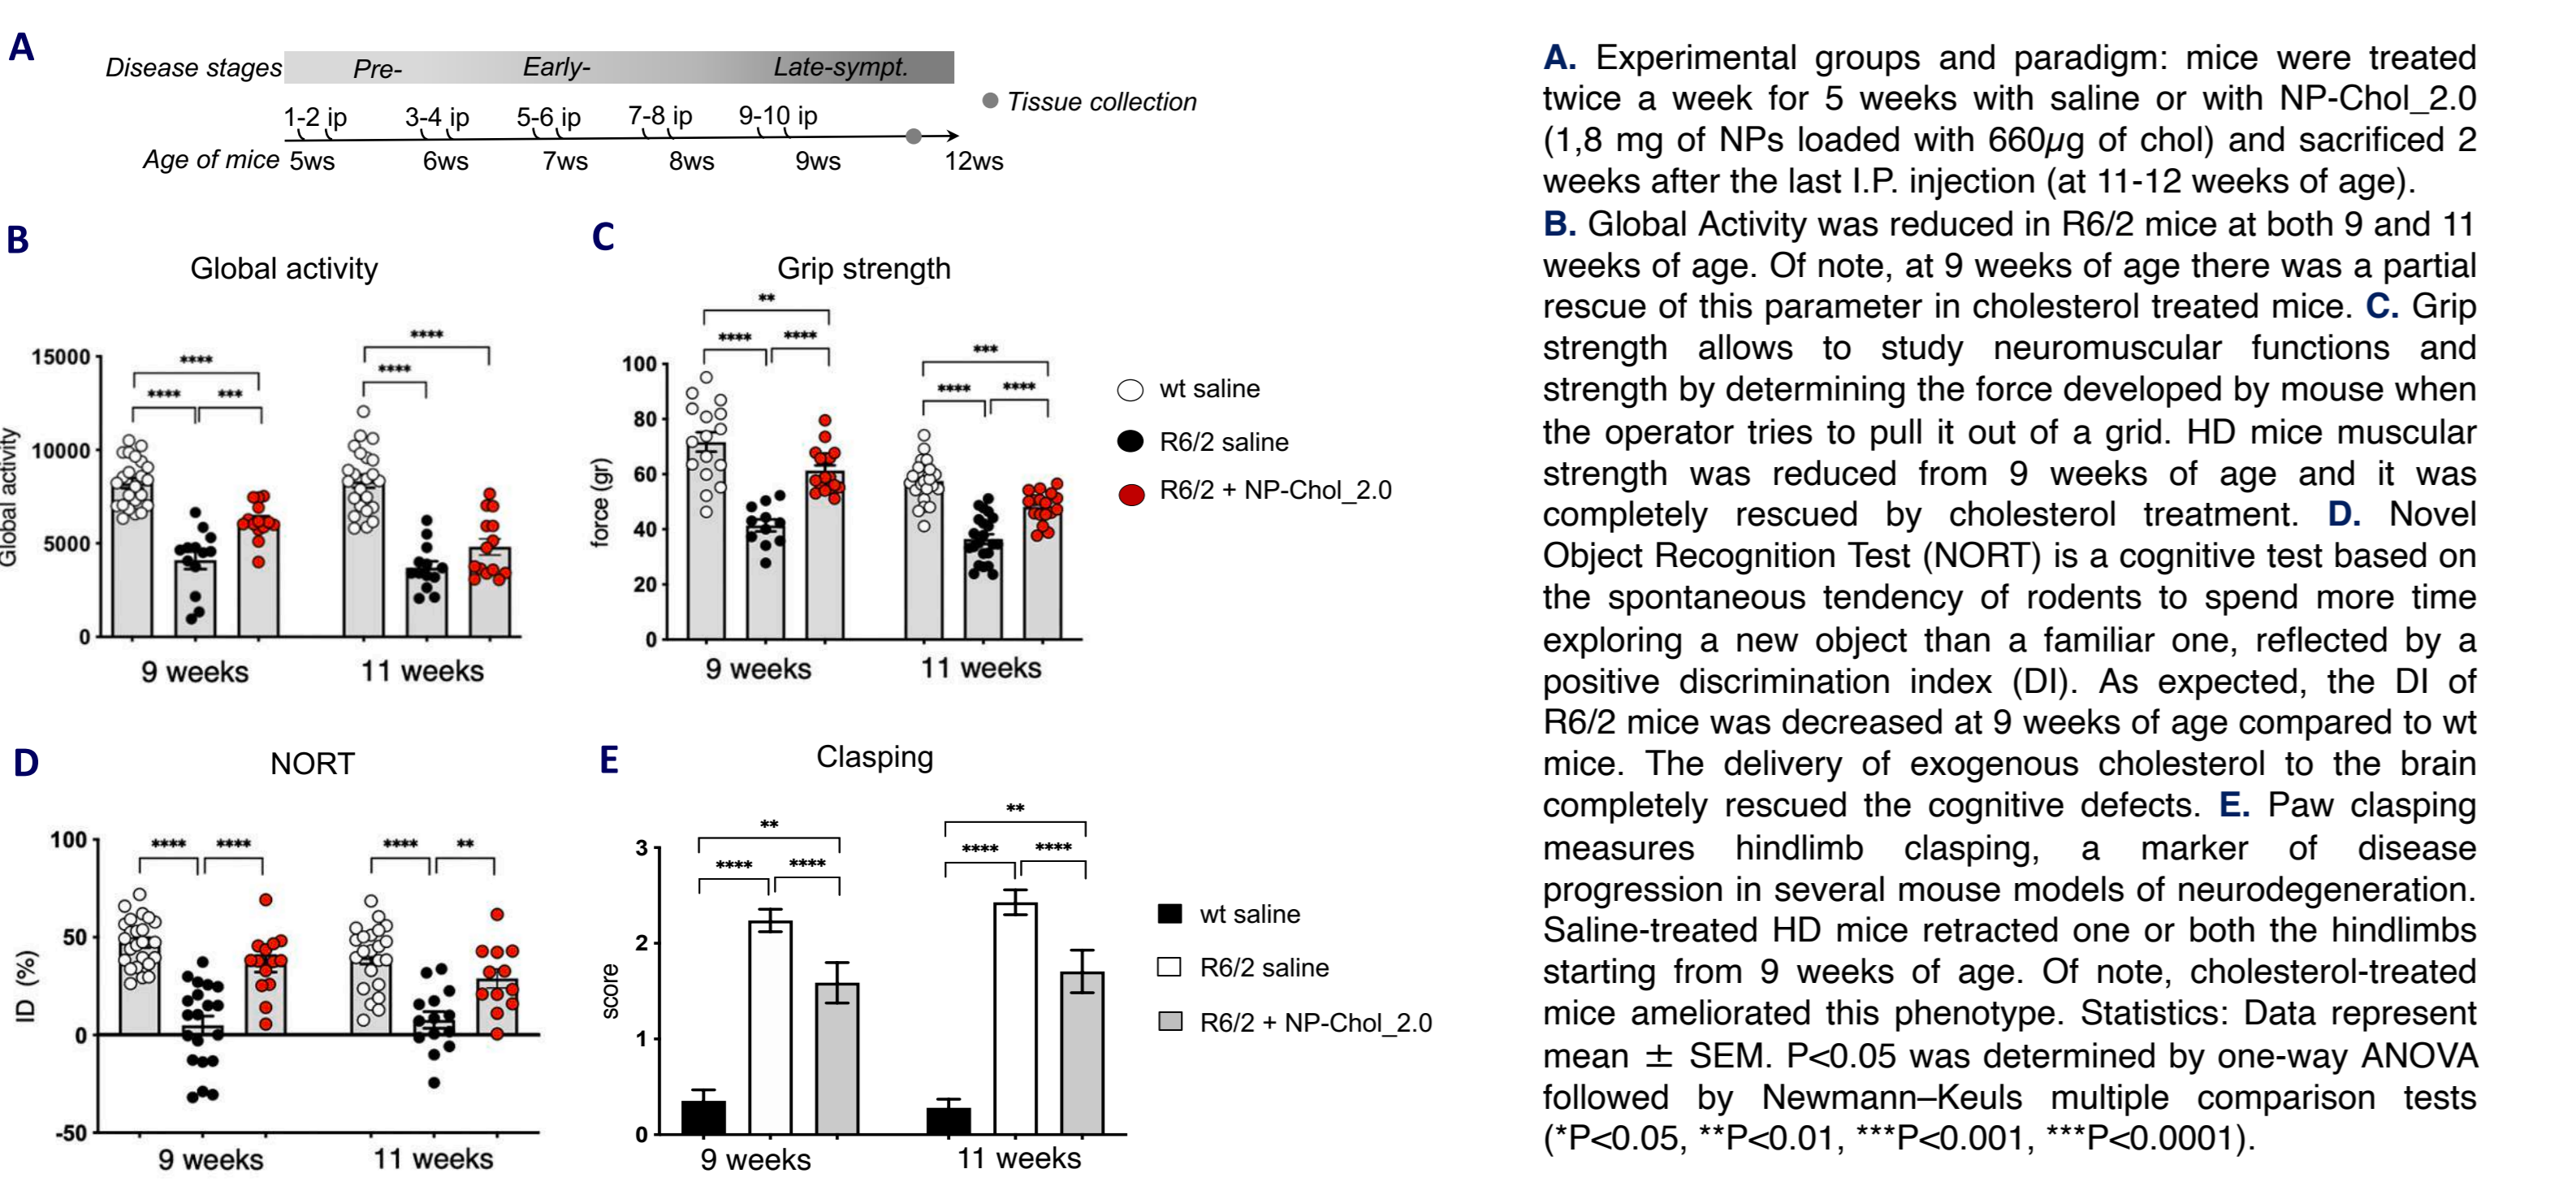 A
Disease stages Pre- Early- Late-sympt.
1-2 ip 3-4 ip 5-6 ip 7-8 ip 9-10 ip
Tissue collection
Age of mice 5ws 6ws 7ws 8ws 9ws 12ws
B
Global activity
Global activity
15000
10000
5000
0
**** **** ***
**** ****
9 weeks 11 weeks
C
Grip strength
force (gr)
100
80
60
40
20
0
** **** ****
*** **** ****
9 weeks 11 weeks
wt saline
R6/2 saline
R6/2 + NP-Chol_2.0
D
NORT
ID (%)
100
50
0
-50
**** **** **** **
9 weeks 11 weeks
E
Clasping
score
3
2
1
0
** **** ****
** **** ****
9 weeks 11 weeks
wt saline
R6/2 saline
R6/2 + NP-Chol_2.0
A. Experimental groups and paradigm: mice were treated
twice a week for 5 weeks with saline or with NP-Chol_2.0
(1,8 mg of NPs loaded with 660µg of chol) and sacrificed 2
weeks after the last I.P. injection (at 11-12 weeks of age).
B. Global Activity was reduced in R6/2 mice at both 9 and 11
weeks of age. Of note, at 9 weeks of age there was a partial
rescue of this parameter in cholesterol treated mice. C. Grip
strength allows to study neuromuscular functions and
strength by determining the force developed by mouse when
the operator tries to pull it out of a grid. HD mice muscular
strength was reduced from 9 weeks of age and it was
completely rescued by cholesterol treatment. D. Novel
Object Recognition Test (NORT) is a cognitive test based on
the spontaneous tendency of rodents to spend more time
exploring a new object than a familiar one, reflected by a
positive discrimination index (DI). As expected, the DI of
R6/2 mice was decreased at 9 weeks of age compared to wt
mice. The delivery of exogenous cholesterol to the brain
completely rescued the cognitive defects. E. Paw clasping
measures hindlimb clasping, a marker of disease
progression in several mouse models of neurodegeneration.
Saline-treated HD mice retracted one or both the hindlimbs
starting from 9 weeks of age. Of note, cholesterol-treated
mice ameliorated this phenotype. Statistics: Data represent
mean ± SEM. P<0.05 was determined by one-way ANOVA
followed by Newmann–Keuls multiple comparison tests
(*P<0.05, **P<0.01, ***P<0.001, ***P<0.0001).